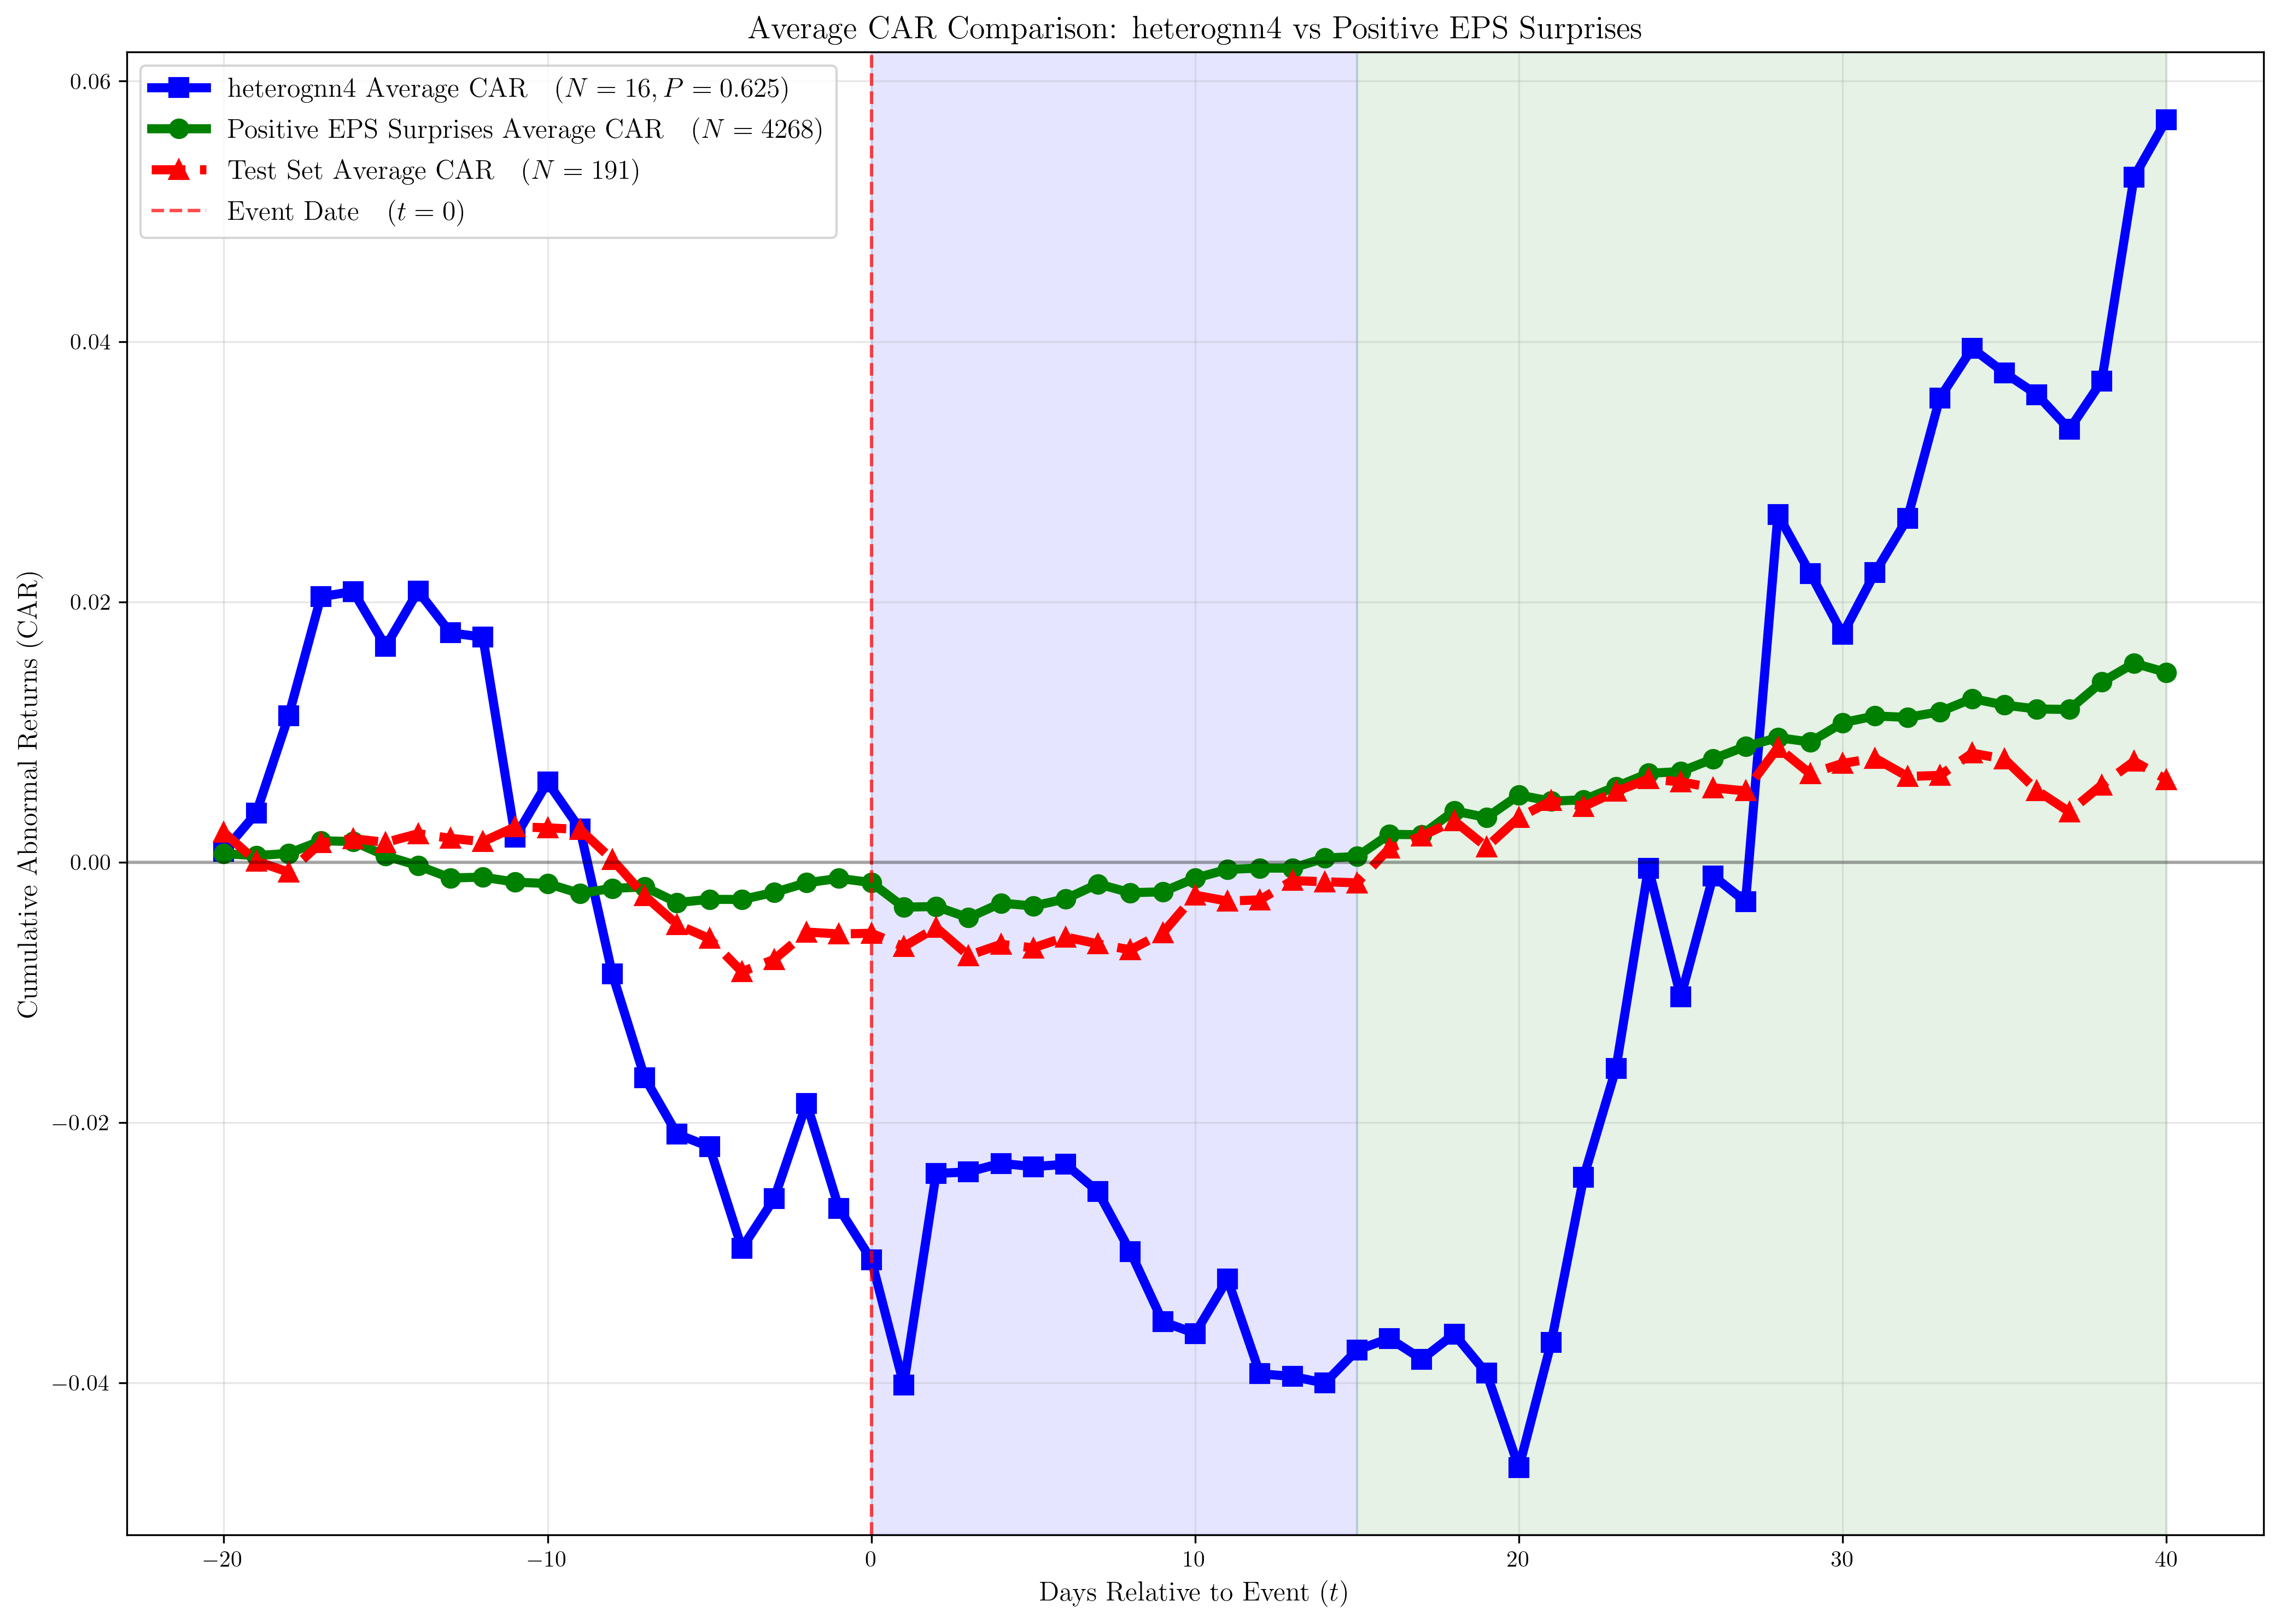 Average CAR Comparison: heterognn4 vs Positive EPS Surprises
heterognn4 Average CAR (N = 16, P = 0.625)
Positive EPS Surprises Average CAR (N = 4268)
Test Set Average CAR (N = 191)
Event Date (t = 0)
Cumulative Abnormal Returns (CAR)
0.06
0.04
0.02
0.00
−0.02
−0.04
−20 −10 0 10 20 30 40
Days Relative to Event (t)